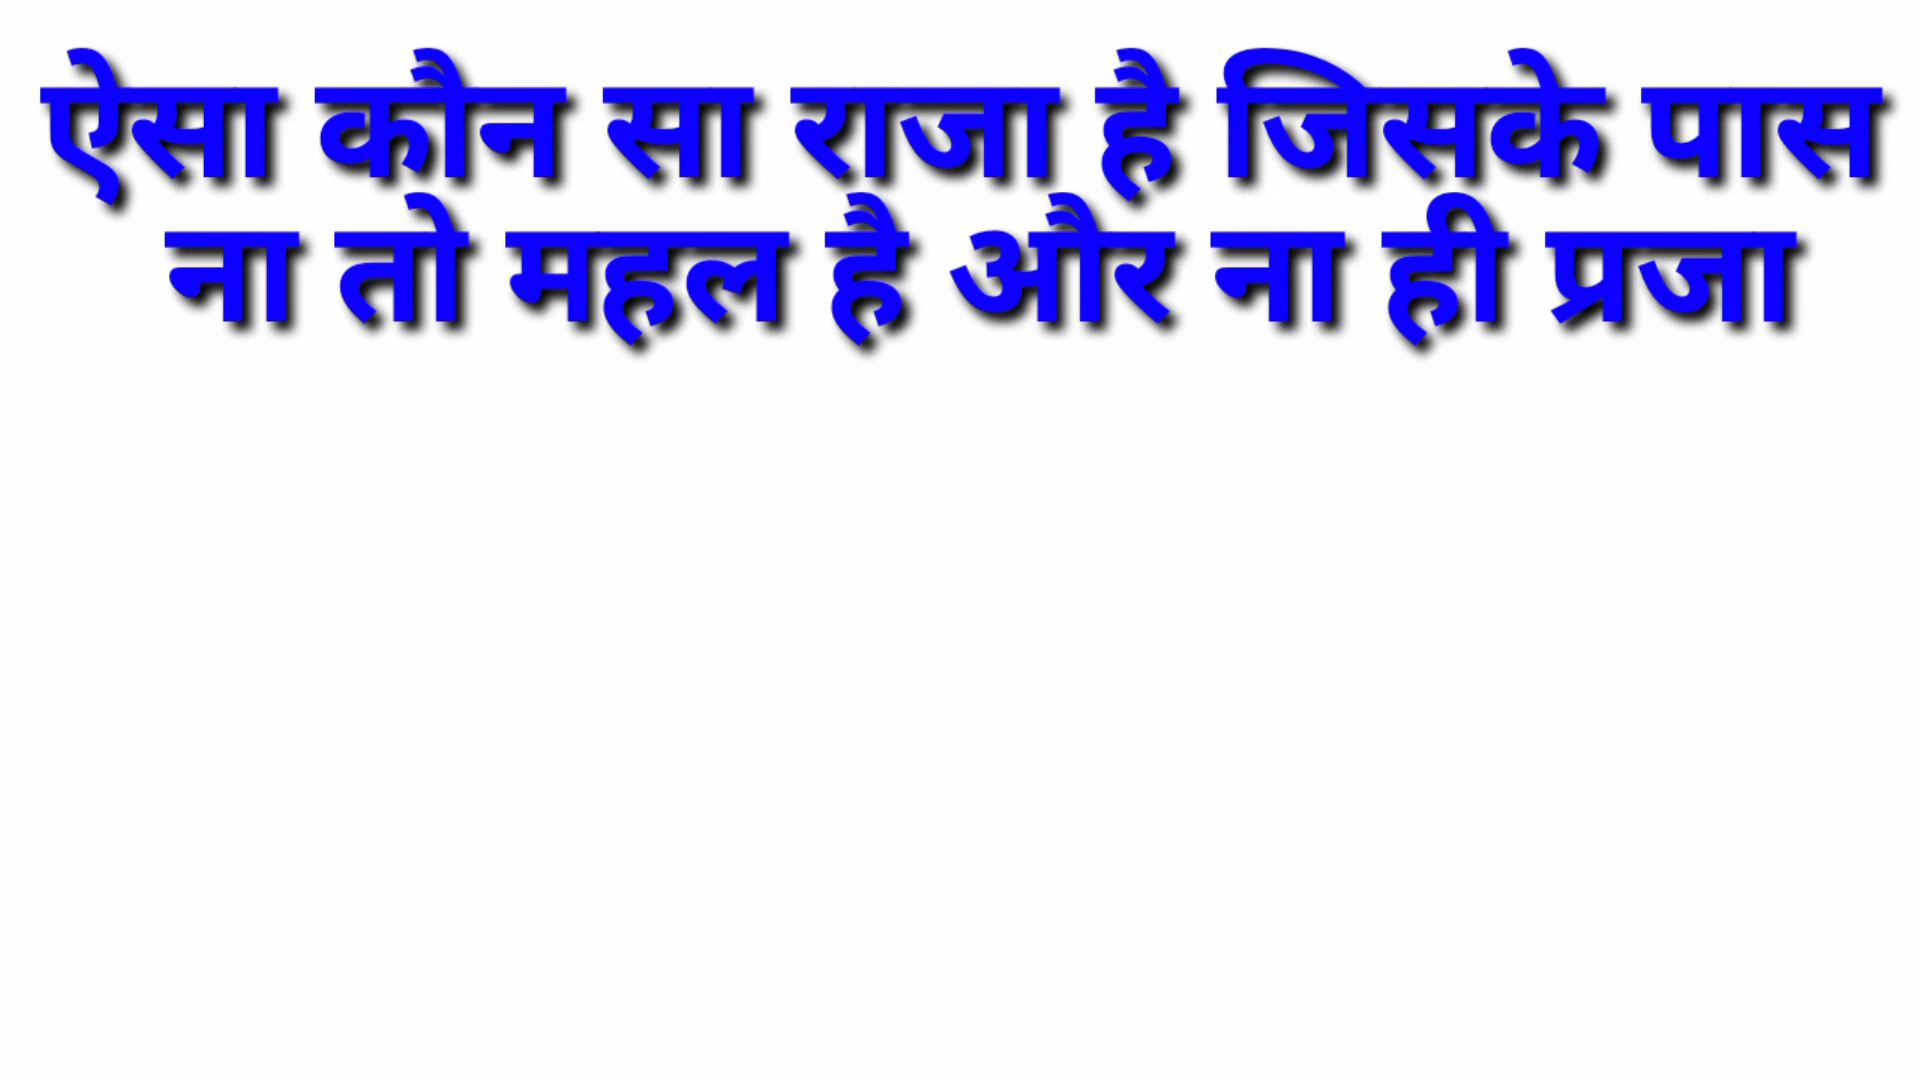 ऐसा कौन सा राजा है जिसके पास
ना तो महल है और ना ही प्रजा